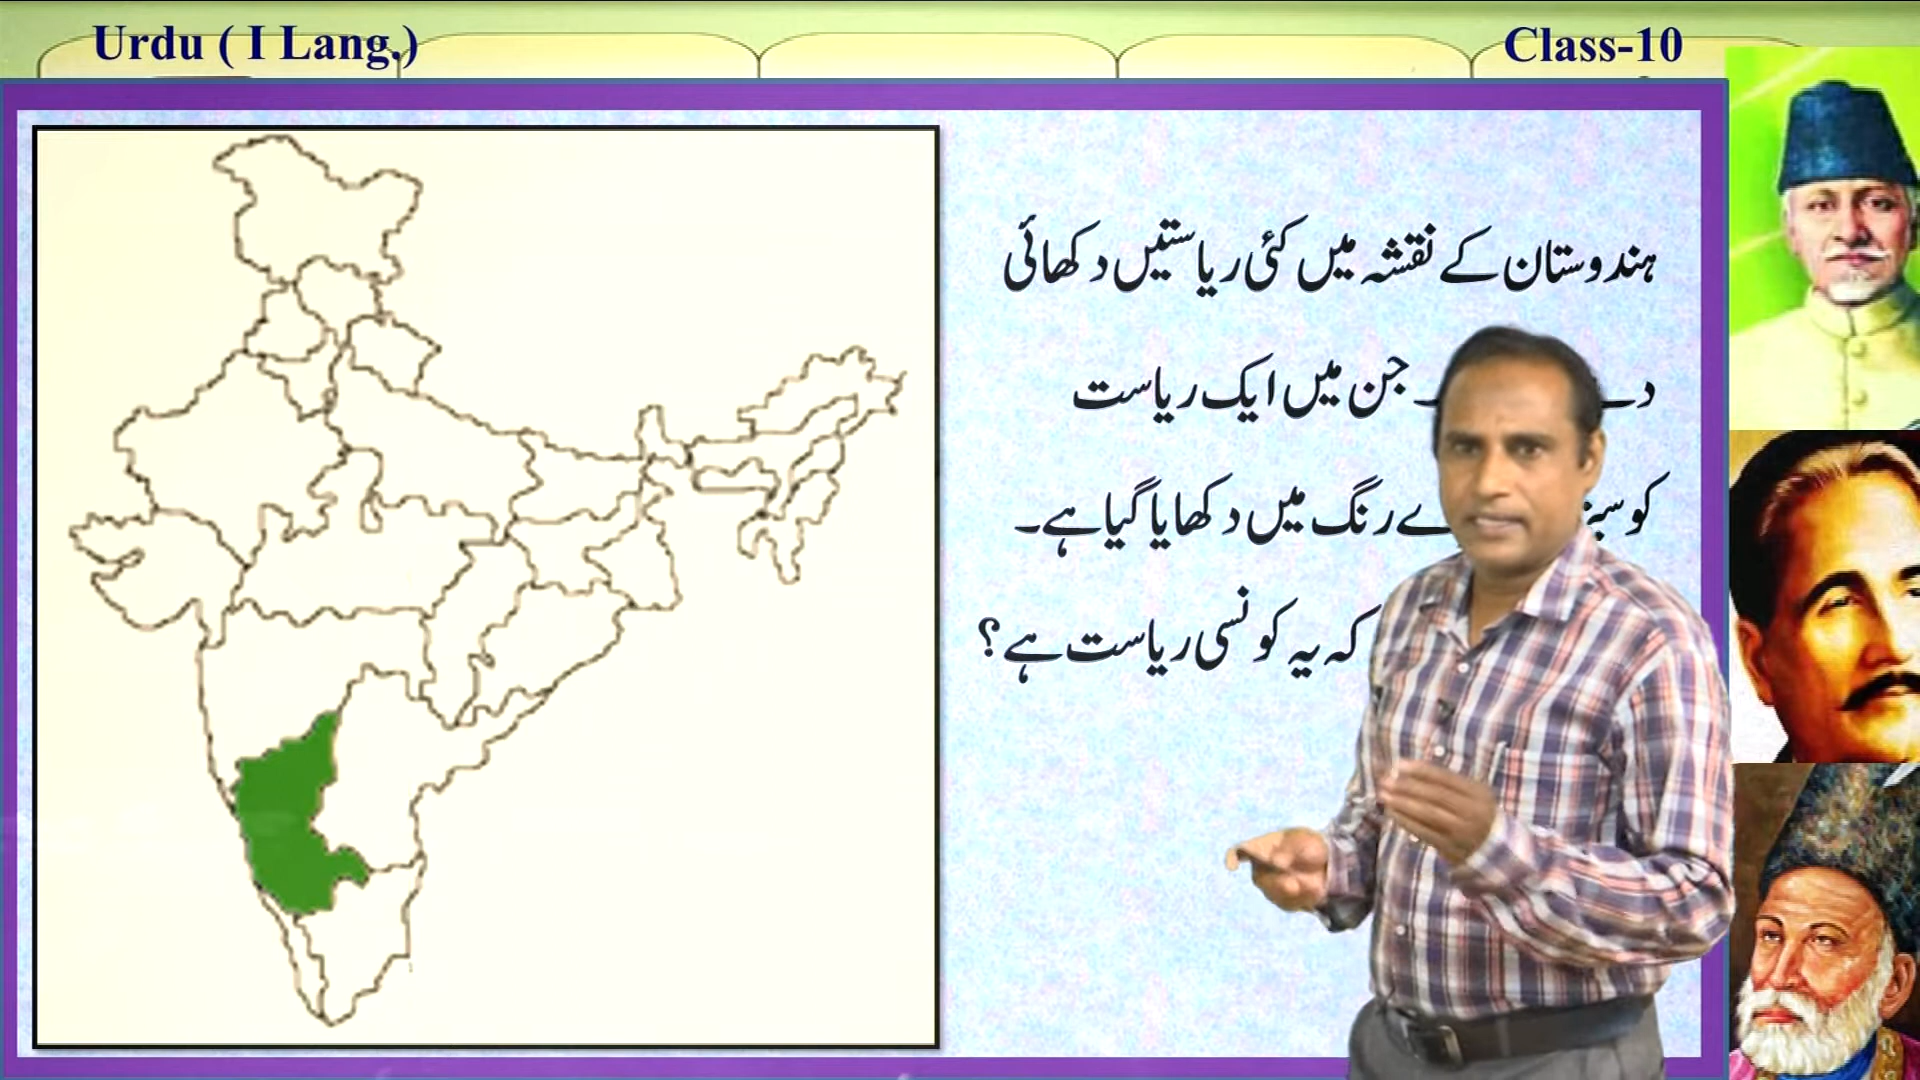 Urdu ( I Lang.)
Class-10
ہندوستان کے نقشہ میں کئی ریاستیں دکھائی
جن میں ایک ریاست
کو رنگ میں دکھایا گیا ہے۔
کہ یہ کونسی ریاست ہے؟